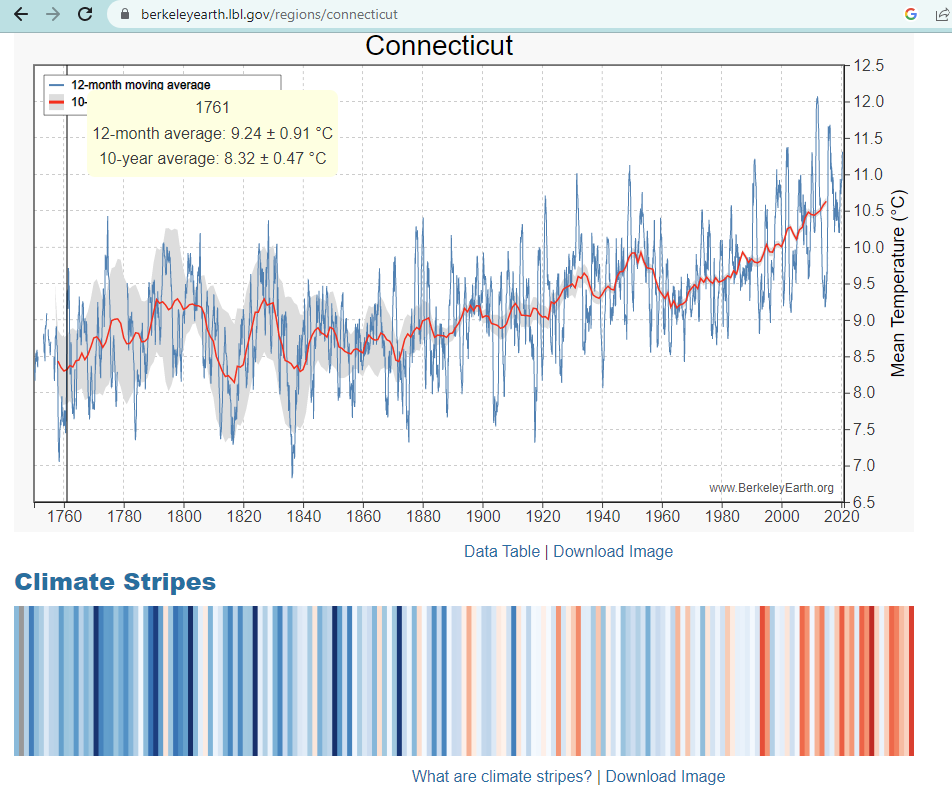 berkeleyearth.lbl.gov/regions/connecticut
Connecticut
12-month moving average
10-
1761
12-month average: 9.24 ± 0.91 °C
10-year average: 8.32 ± 0.47 °C
12.5
12.0
11.5
11.0
10.5
10.0
9.5
9.0
8.5
8.0
7.5
7.0
6.5
Mean Temperature (°C)
www.BerkeleyEarth.org
1760 1780 1800 1820 1840 1860 1880 1900 1920 1940 1960 1980 2000 2020
Data Table | Download Image
Climate Stripes
What are climate stripes? | Download Image